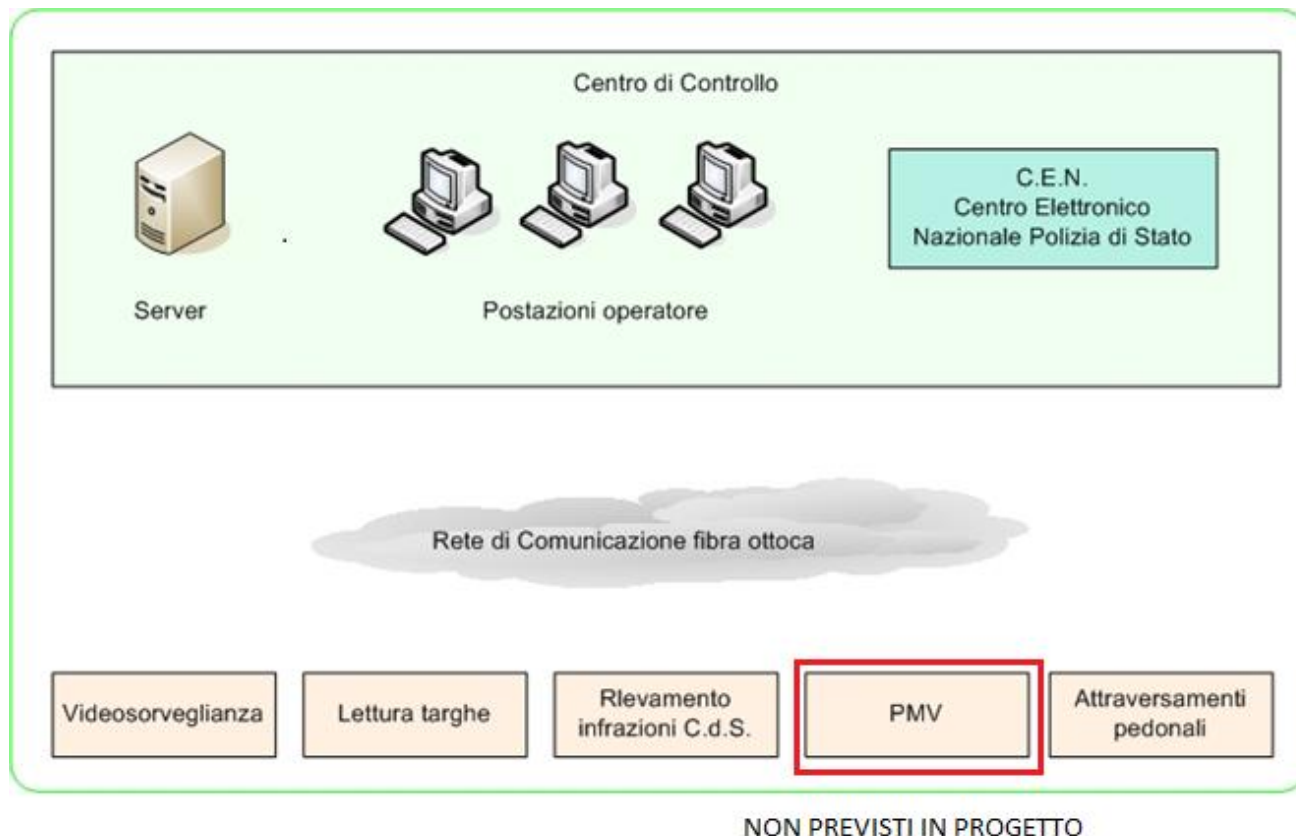 Centro di Controllo
C.E.N.
Centro Elettronico
Nazionale Polizia di Stato
Server
Postazioni operatore
Rete di Comunicazione fibra ottoca
Videosorveglianza
Lettura targhe
RIevamento
infrazioni C.d.S.
PMV
Attraversamenti
pedonali
NON PREVISTI IN PROGETTO